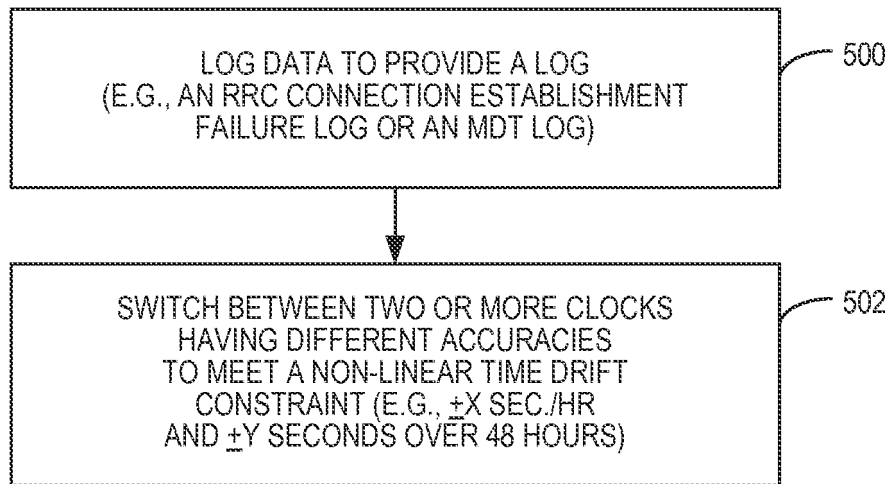 LOG DATA TO PROVIDE A LOG
(E.G., AN RRC CONNECTION ESTABLISHMENT
FAILURE LOG OR AN MDT LOG)
500
SWITCH BETWEEN TWO OR MORE CLOCKS
HAVING DIFFERENT ACCURACIES
TO MEET A NON-LINEAR TIME DRIFT
CONSTRAINT (E.G., ±X SEC./HR
AND ±Y SECONDS OVER 48 HOURS)
502